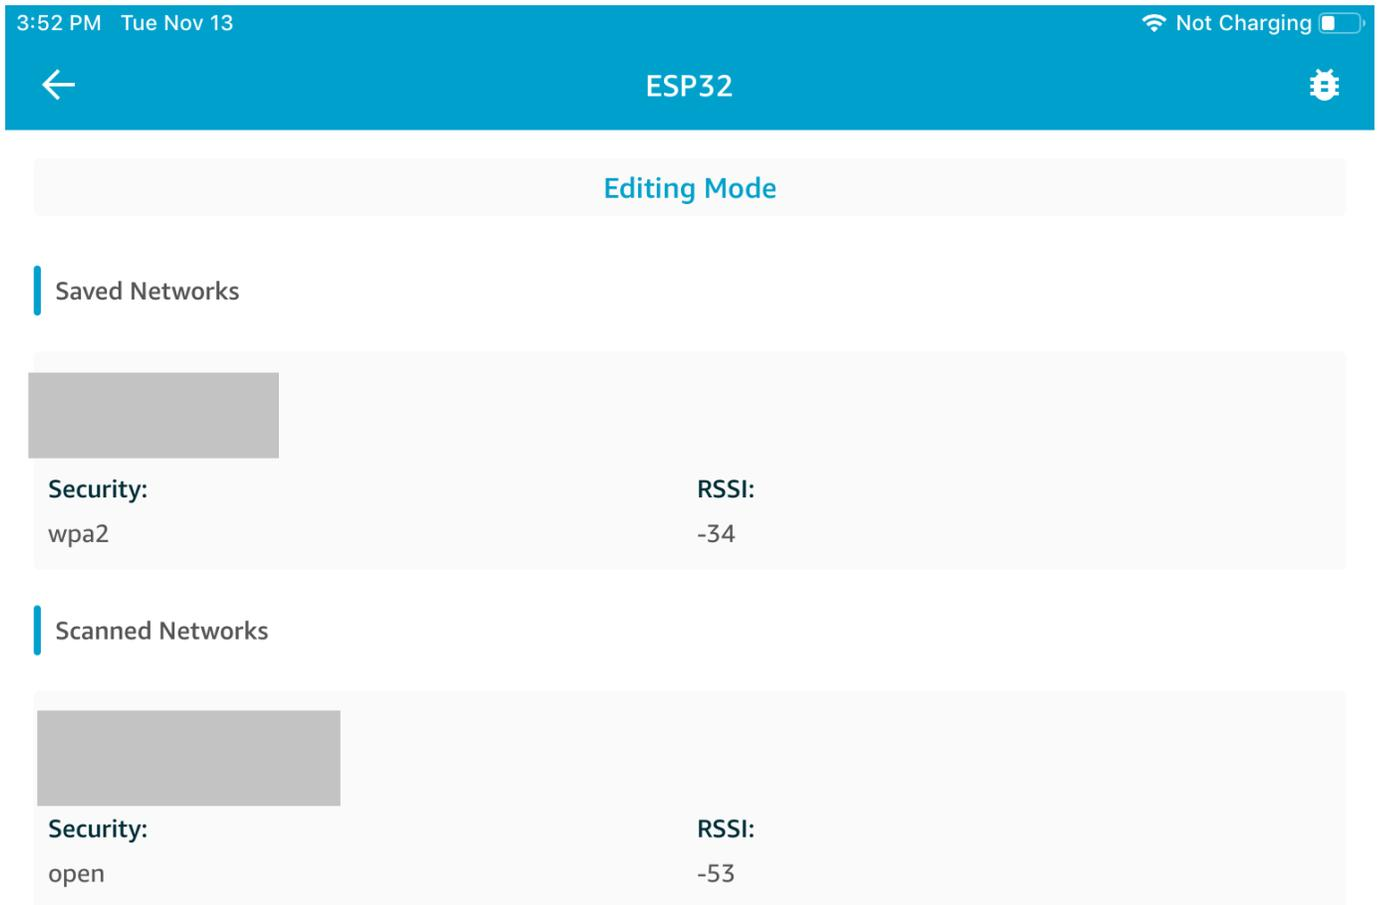 3:52 PM Tue Nov 13 Not Charging
ESP32
Editing Mode
Saved Networks
Security: RSSI:
wpa2 -34
Scanned Networks
Security: RSSI:
open -53